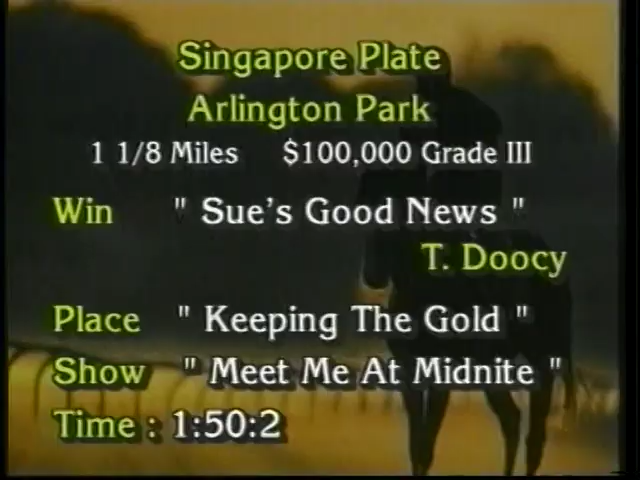 Singapore Plate
Arlington Park
1 1/8 Miles $100,000 Grade III
Win " Sue's Good News "
T. Doocy
Place " Keeping The Gold "
Show " Meet Me At Midnite "
Time : 1:50:2